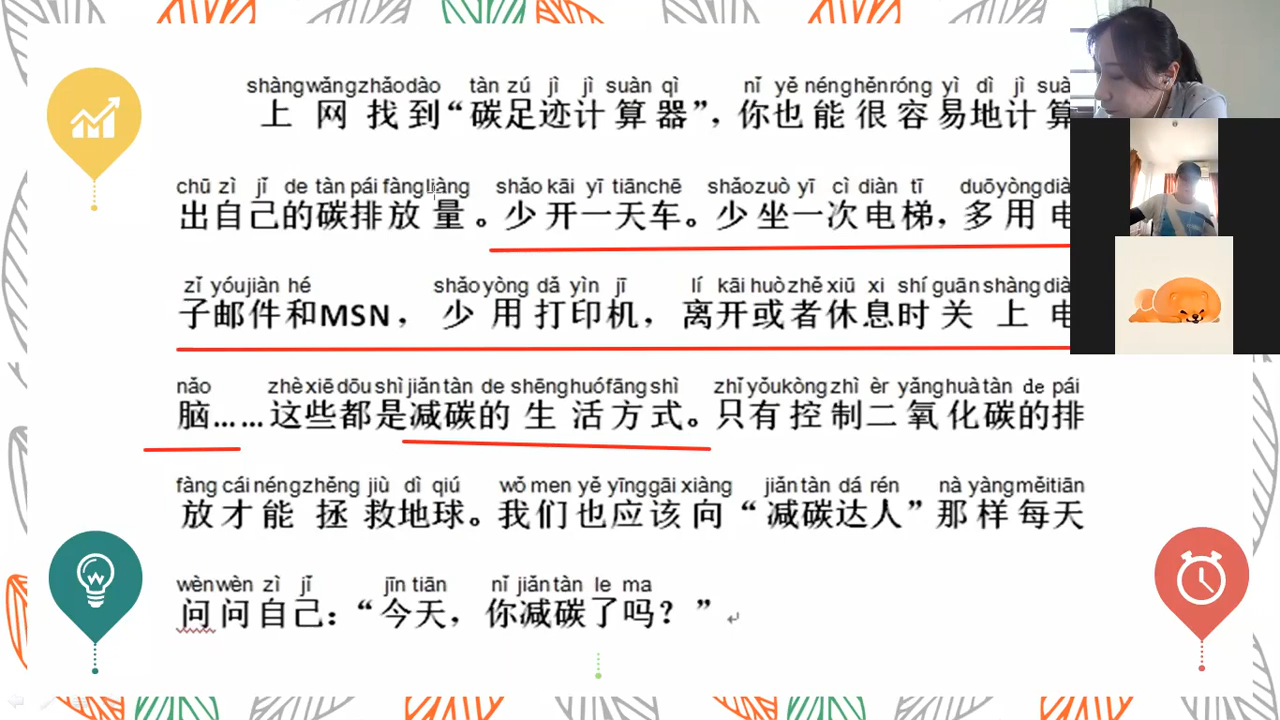 shàngwǎngzhǎodào tàn zú jì jì suàn qì nǐ yě nénghěnróng yì dì jì suà
上网找到“碳足迹计算器”，你也能很容易地计算
chū zì jǐ de tàn pái fàngliàng shǎo kāi yī tiānchē shǎozuò yī cì diàn tī duōyòngdià
出自己的碳排放量。少开一天车。少坐一次电梯，多用电
zǐ yóujiàn hé shǎoyòng dǎ yìn jī lí kāi huò zhě xiū xi shí guānshàngdià
子邮件和MSN，少用打印机，离开或者休息时关上电
nǎo zhè xiē dōu shì jiǎn tàn de shēnghuófāng shì zhǐ yǒukòngzhì èr yǎnghuà tàn de pái
脑……这些都是减碳的生活方式。只有控制二氧化碳的排
fàng cái néngzhěng jiù dì qiú wǒ men yě yīnggāi xiàng jiǎn tàn dá rén nà yàngměitiān
放才能拯救地球。我们也应该向“减碳达人”那样每天
wènwèn zì jǐ jīn tiān nǐ jiǎn tàn le ma
问问自己：“今天，你减碳了吗？”